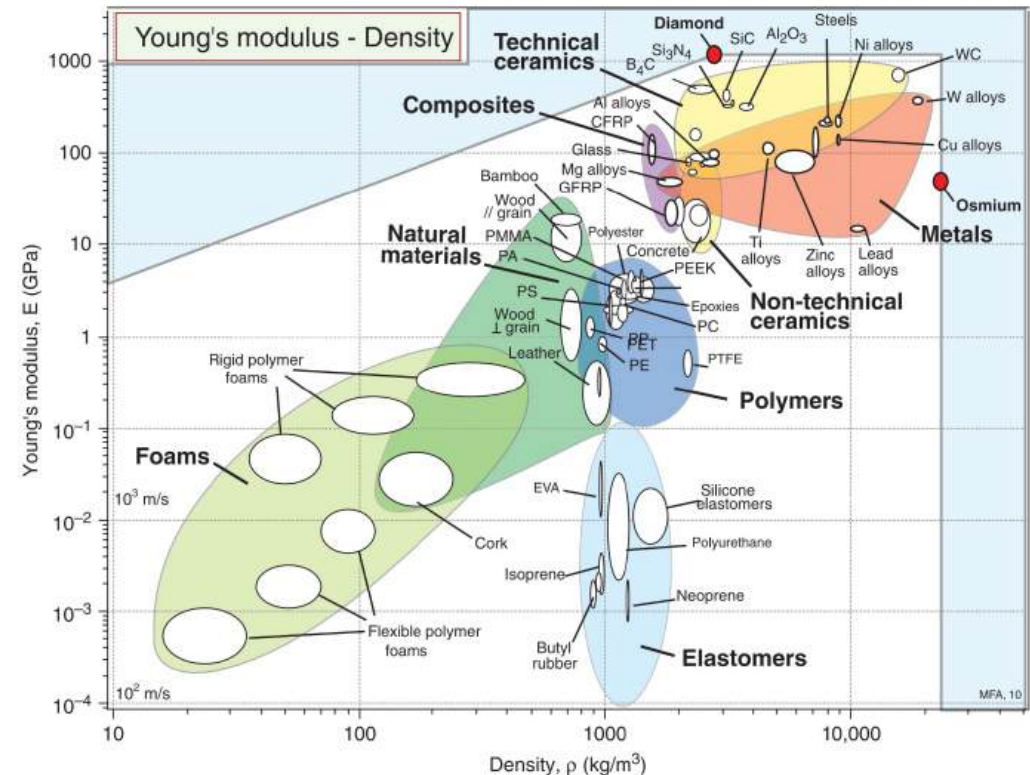 Young's modulus - Density
Young's modulus, E (GPa)
1000
100
10
1
10⁻¹
10⁻²
10⁻³
10⁻⁴
Technical
ceramics
Composites
Natural
materials
Foams
Diamond
Steels
Si₃N₄
SiC
Al₂O₃
Ni alloys
B₄C
WC
Al alloys
CFRP
W alloys
Glass
Cu alloys
Mg alloys
GFRP
Bamboo
Wood
// grain
Osmium
Metals
PMMA
Polyester
PA
Concrete
PEEK
Ti
alloys
Zinc
alloys
Lead
alloys
PS
Epoxies
Non-technical
ceramics
Wood
⊥ grain
PP
PET
PC
Leather
PE
PTFE
Polymers
Rigid polymer
foams
10³ m/s
EVA
Silicone
elastomers
Cork
Polyurethane
Isoprene
Neoprene
Flexible polymer
foams
Butyl
rubber
Elastomers
10² m/s
MFA, 10
10
100
1000
10,000
Density, ρ (kg/m³)